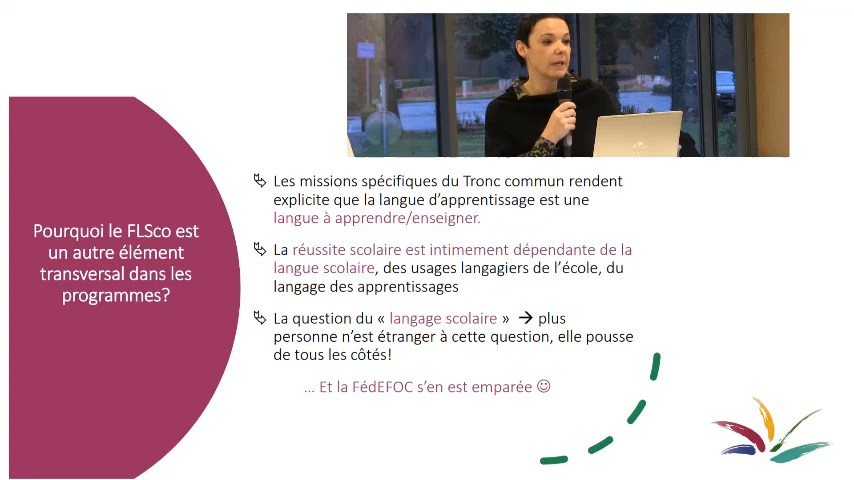 Pourquoi le FLSco est
un autre élément
transversal dans les
programmes?
Les missions spécifiques du Tronc commun rendent
explicite que la langue d'apprentissage est une
langue à apprendre/enseigner.
La réussite scolaire est intimement dépendante de la
langue scolaire, des usages langagiers de l'école, du
langage des apprentissages
La question du « langage scolaire » → plus
personne n'est étranger à cette question, elle pousse
de tous les côtés!
... Et la FédEFOC s'en est emparée ☺